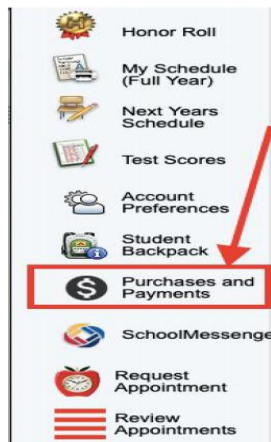 Honor Roll
My Schedule
(Full Year)
Next Years
Schedule
Test Scores
Account
Preferences
Student
Backpack
Purchases and
Payments
SchoolMessenge
Request
Appointment
Review
Appointments